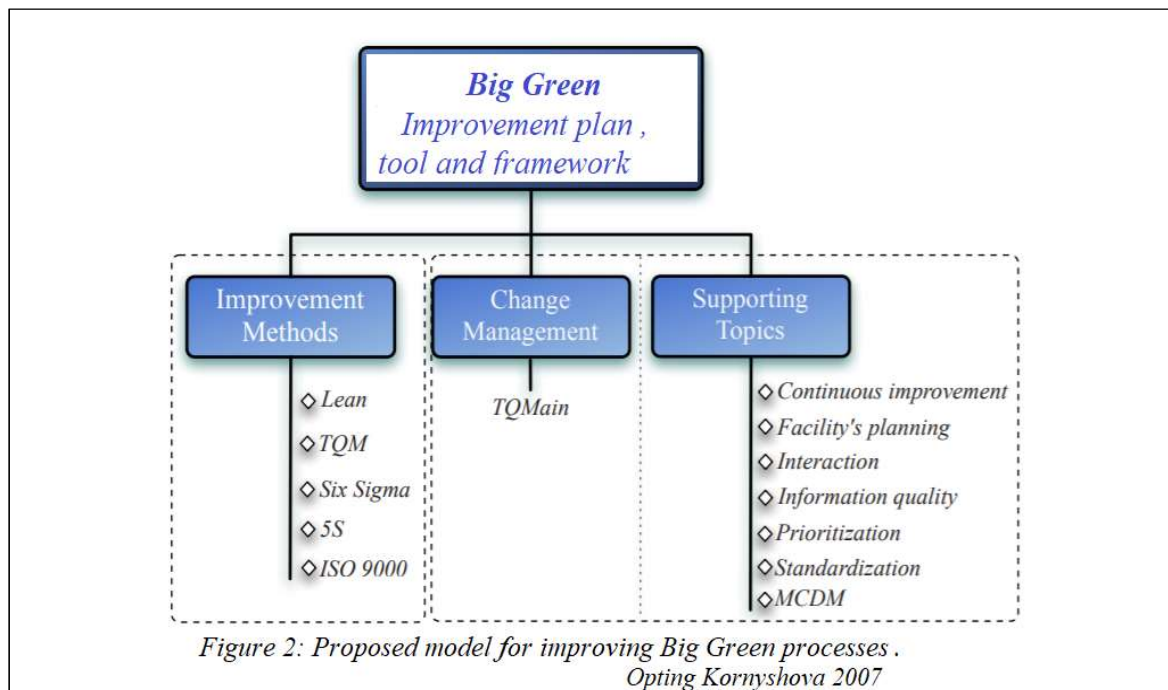 Big Green
Improvement plan ,
tool and framework
Improvement
Methods
Lean
TQM
Six Sigma
5S
ISO 9000
Change
Management
TQMain
Supporting
Topics
Continuous improvement
Facility's planning
Interaction
Information quality
Prioritization
Standardization
MCDM
Figure 2: Proposed model for improving Big Green processes .
Opting Kornyshova 2007